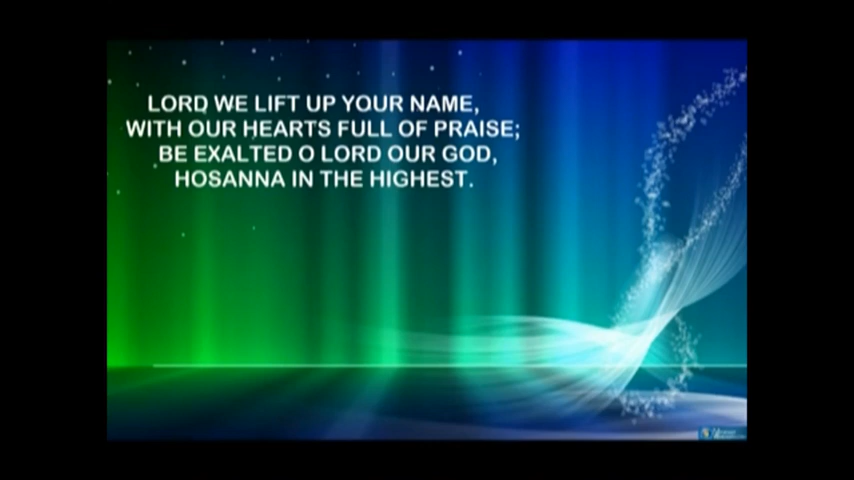 LORD WE LIFT UP YOUR NAME,
WITH OUR HEARTS FULL OF PRAISE;
BE EXALTED O LORD OUR GOD,
HOSANNA IN THE HIGHEST.